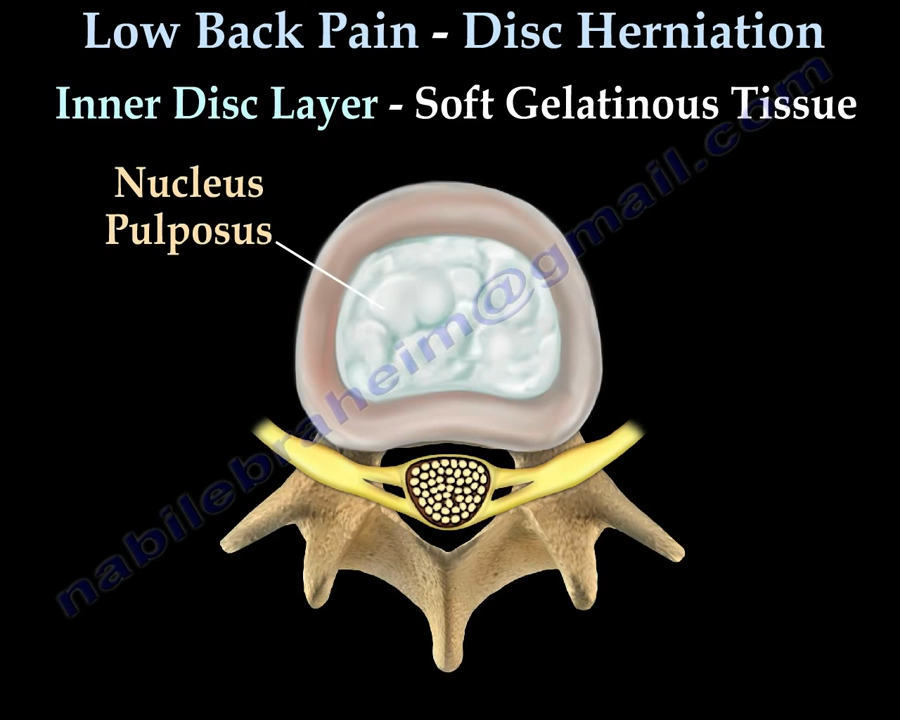 Low Back Pain - Disc Herniation
Inner Disc Layer - Soft Gelatinous Tissue
Nucleus
Pulposus
nabilebraheim@gmail.com